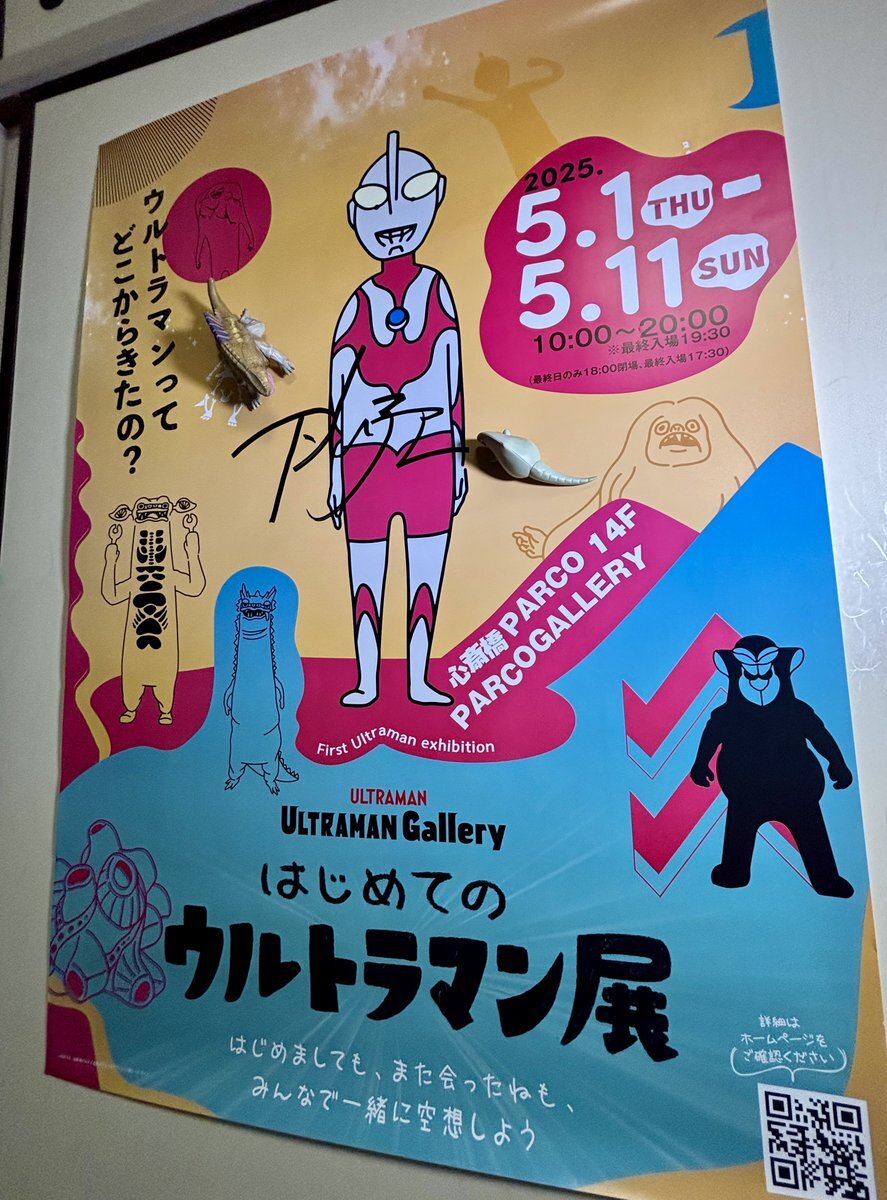 ウルトラマンって
どこからきたの？
2025.
5.1 THU –
5.11 SUN
10:00～20:00
※最終入場19:30
(最終日のみ18:00閉場、最終入場17:30)
心斎橋PARCO 14F
PARCOGALLERY
First Ultraman exhibition
ULTRAMAN
ULTRAMAN Gallery
はじめての
ウルトラマン展
はじめましても、また会ったねも、
みんなで一緒に空想しよう
詳細は
ホームページを
ご確認ください